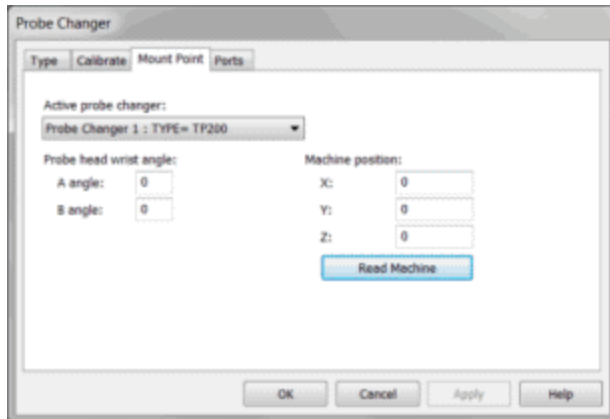 Probe Changer
Type Calibrate Mount Point Ports
Active probe changer:
Probe Changer 1 : TYPE= TP200
Probe head wrist angle: Machine position:
A angle: 0 X: 0
B angle: 0 Y: 0
Z: 0
Read Machine
OK Cancel Apply Help